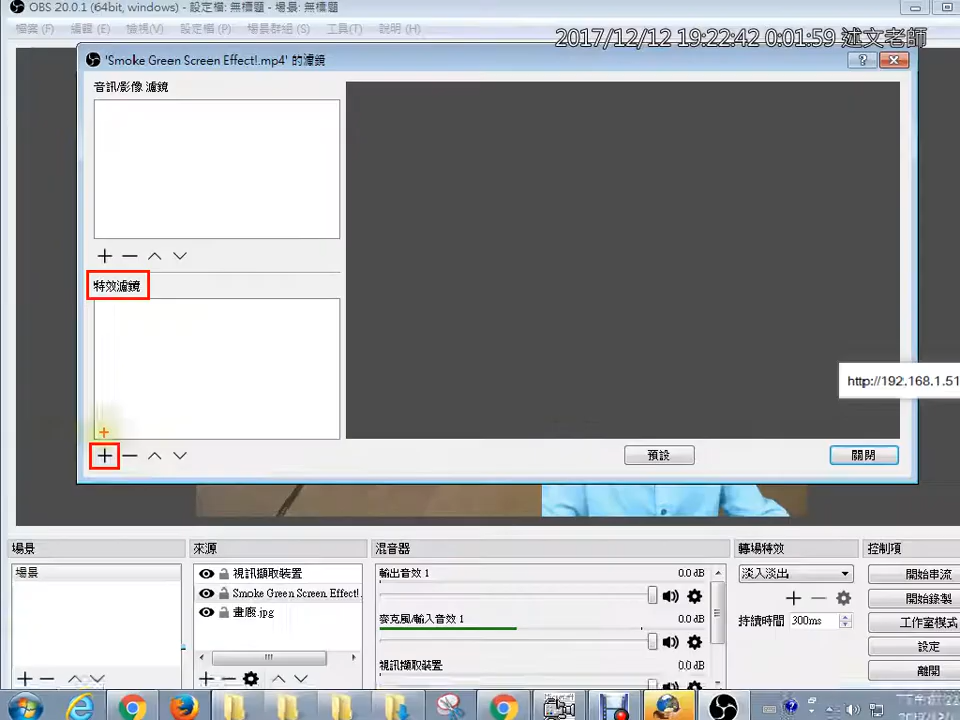 OBS 20.0.1 (64bit, windows) - 設定檔: 無標題 - 場景: 無標題
檔案 (F) 編輯 (E) 檢視(V) 設定檔 (P) 場景群組 (S) 工具(T) 說明 (H)
2017/12/12 19:22:42 0:01:59 述文老師
'Smoke Green Screen Effect!.mp4' 的濾鏡
音訊/影像 濾鏡
特效濾鏡
http://192.168.1.51
預設
關閉
場景
來源
混音器
轉場特效
控制項
場景
視訊擷取裝置
Smoke Green Screen Effect!.
畫廊.jpg
輸出音效 1
0.0 dB
麥克風/輸入音效 1
0.0 dB
視訊擷取裝置
0.0 dB
淡入淡出
持續時間
300ms
開始串流
開始錄製
工作室模式
設定
離開